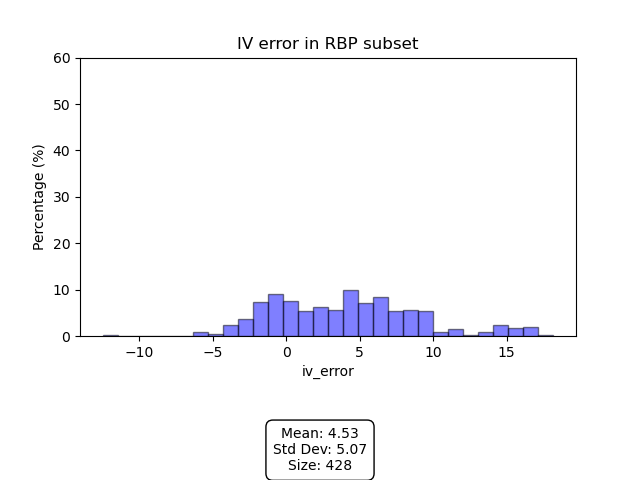 IV error in RBP subset
60
50
40
30
20
10
0
Percentage (%)
−10
−5
0
5
10
15
iv_error
Mean: 4.53
Std Dev: 5.07
Size: 428